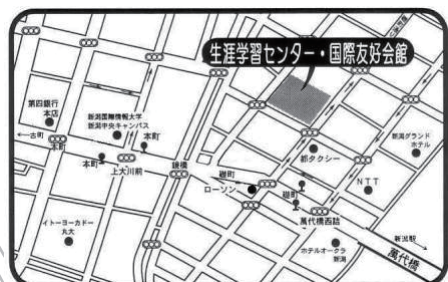 生涯学習センター・国際友好会館
第四銀行
本店
新潟国際情報大学
新潟中央キャンパス
本町
←古町
本町
本町
上大川前
礎町
ローソン
都タクシー
新潟グランド
ホテル
NTT
礎町
萬代橋西詰
イトーヨーカドー
丸大
ホテルオークラ
新潟
新潟駅
萬代橋